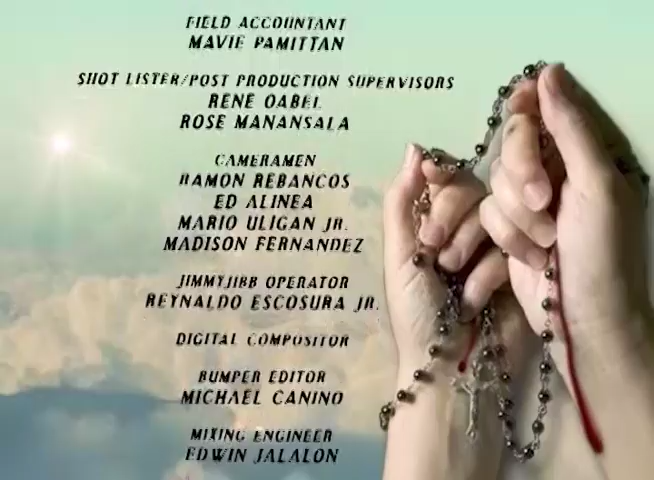 FIELD ACCOUNTANT
MAVIE PAMITTAN
SHOT LISTER/POST PRODUCTION SUPERVISORS
RENE OABEL
ROSE MANANSALA
CAMERAMEN
RAMON REBANCOS
ED ALINEA
MARIO ULIGAN JR.
MADISON FERNANDEZ
JIMMYJIBB OPERATOR
REYNALDO ESCOSURA JR.
DIGITAL COMPOSITOR
BUMPER EDITOR
MICHAEL CANINO
MIXING ENGINEER
EDWIN JALALON